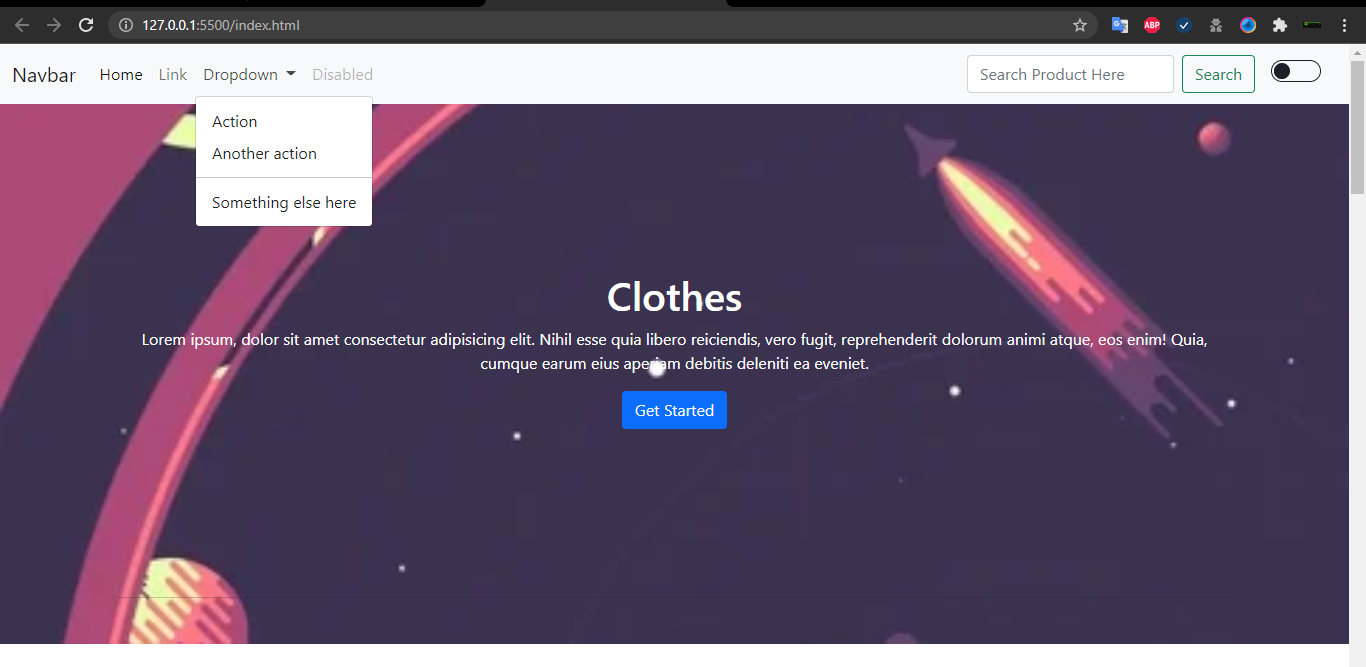 127.0.0.1:5500/index.html
ABP
Navbar Home Link Dropdown Disabled Search Product Here Search
Action
Another action
Something else here
Clothes
Lorem ipsum, dolor sit amet consectetur adipisicing elit. Nihil esse quia libero reiciendis, vero fugit, reprehenderit dolorum animi atque, eos enim! Quia,
cumque earum eius aperiam debitis deleniti ea eveniet.
Get Started